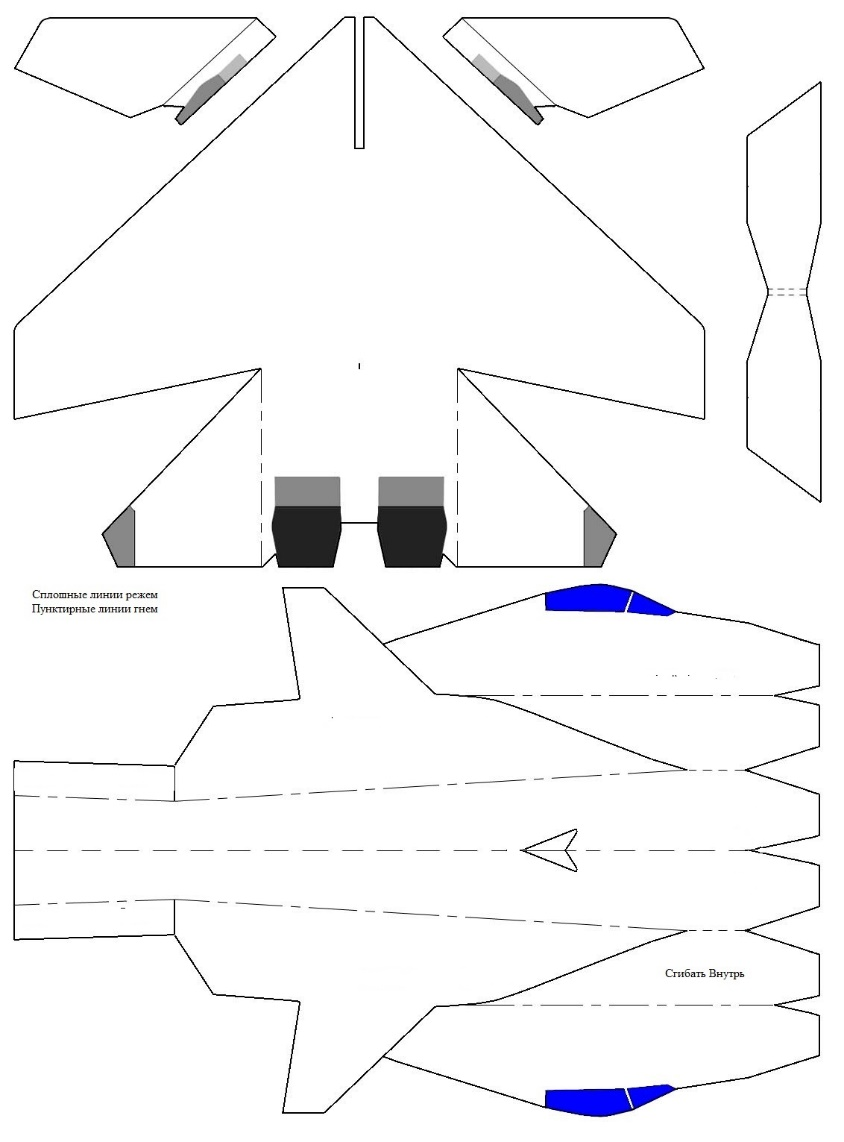 Сплошные линии режем
Пунктирные линии гнем
Сгибать Внутрь